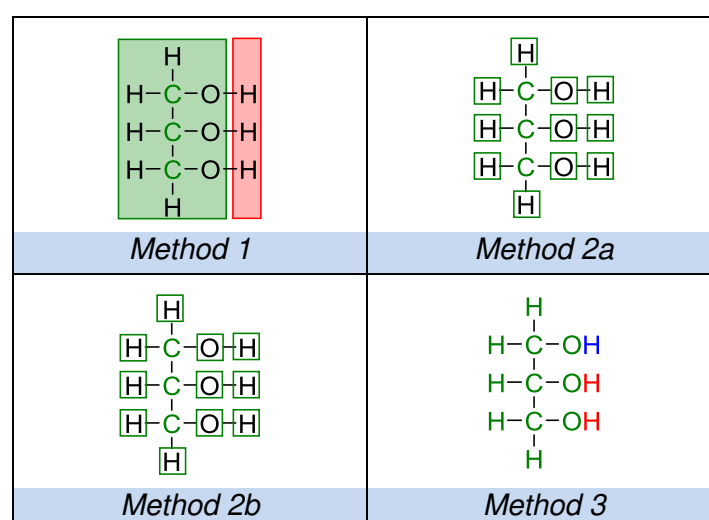 H
H–C–O–H
H–C–O–H
H–C–O–H
H
Method 1
H
H–C–O–H
H–C–O–H
H–C–O–H
H
Method 2a
H
H–C–O–H
H–C–O–H
H–C–O–H
H
Method 2b
H
H–C–OH
H–C–OH
H–C–OH
H
Method 3